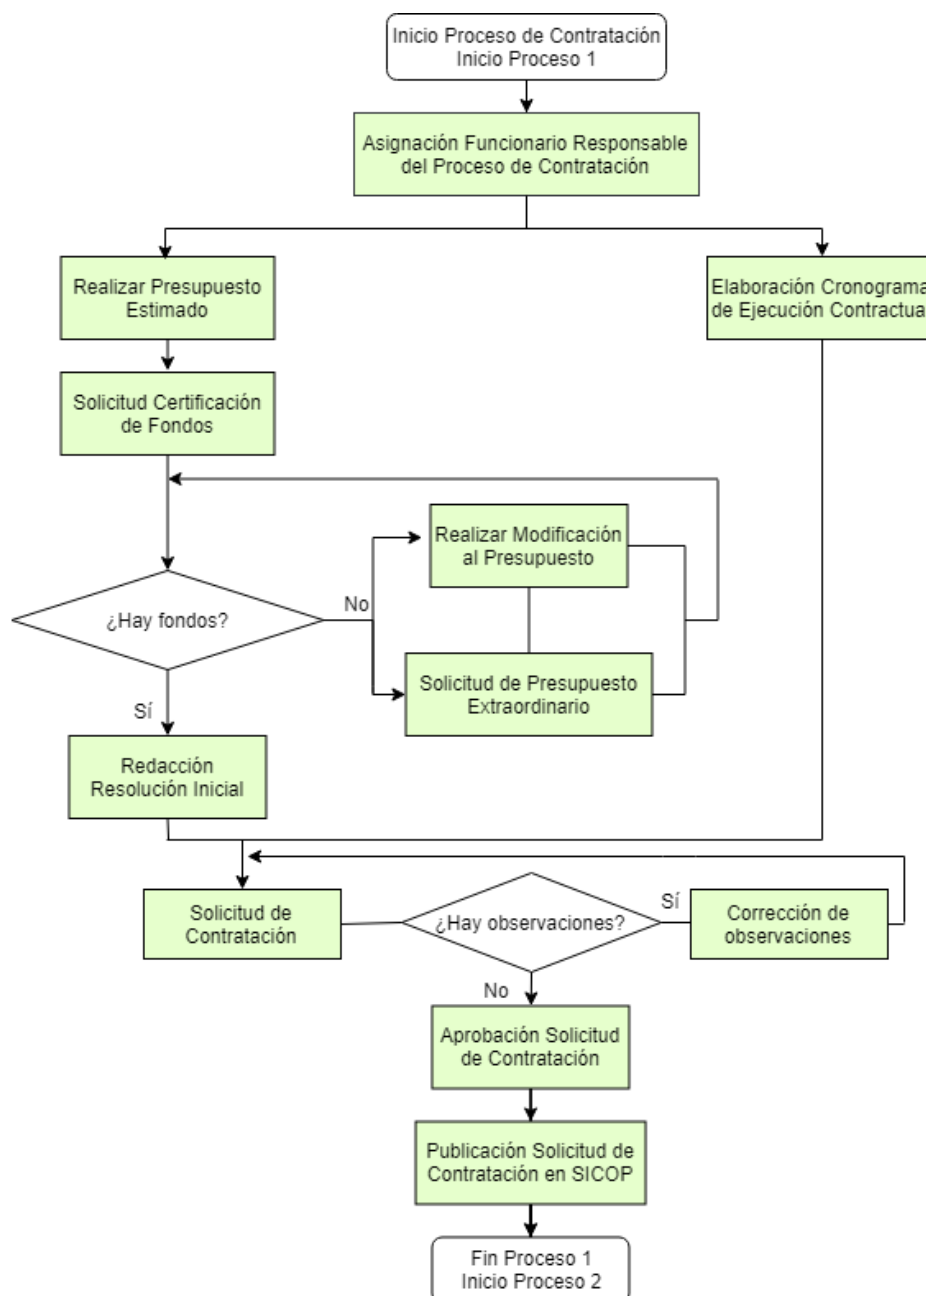 Inicio Proceso de Contratación
Inicio Proceso 1
Asignación Funcionario Responsable
del Proceso de Contratación
Realizar Presupuesto
Estimado
Elaboración Cronograma
de Ejecución Contractua
Solicitud Certificación
de Fondos
Realizar Modificación
al Presupuesto
¿Hay fondos?
No
Solicitud de Presupuesto
Extraordinario
Sí
Redacción
Resolución Inicial
Solicitud de
Contratación
¿Hay observaciones?
Sí
Corrección de
observaciones
No
Aprobación Solicitud
de Contratación
Publicación Solicitud de
Contratación en SICOP
Fin Proceso 1
Inicio Proceso 2